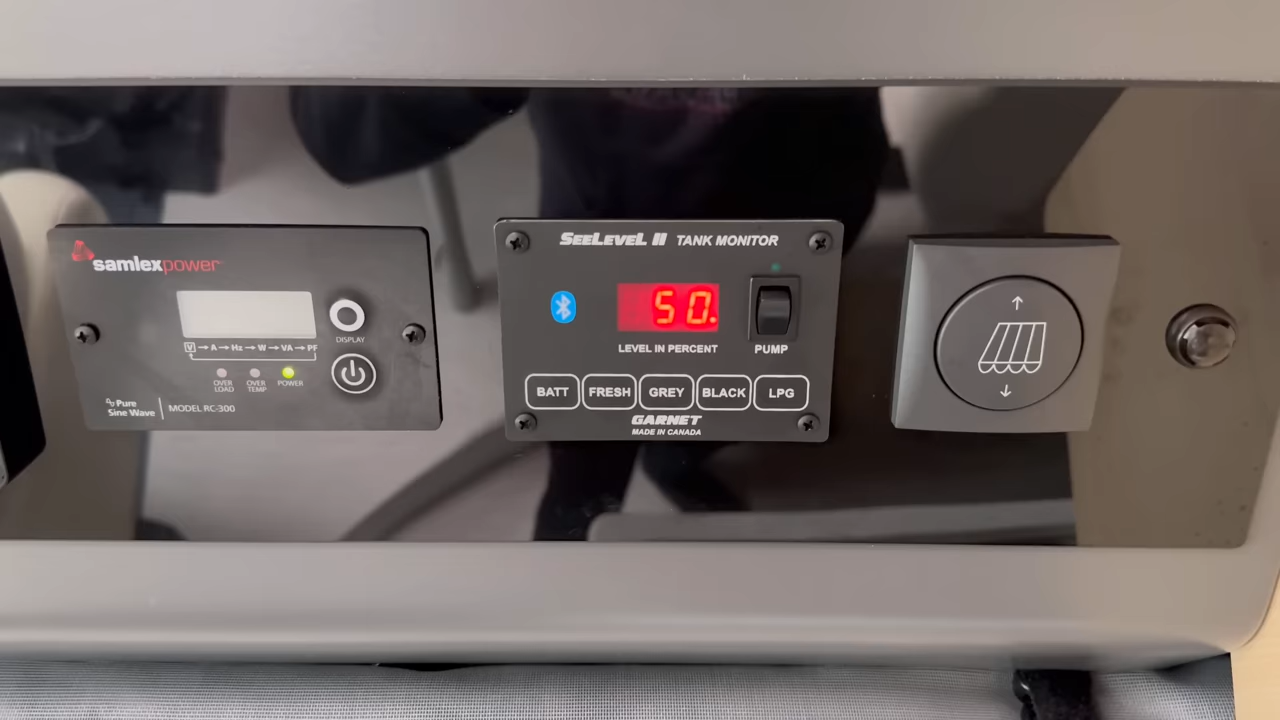 samlexpower
DISPLAY
V → A → Hz → W → VA → PF
OVER LOAD
OVER TEMP
POWER
Pure Sine Wave
MODEL RC-300
SEELEVEL II TANK MONITOR
50.
LEVEL IN PERCENT
PUMP
BATT
FRESH
GREY
BLACK
LPG
GARNET
MADE IN CANADA